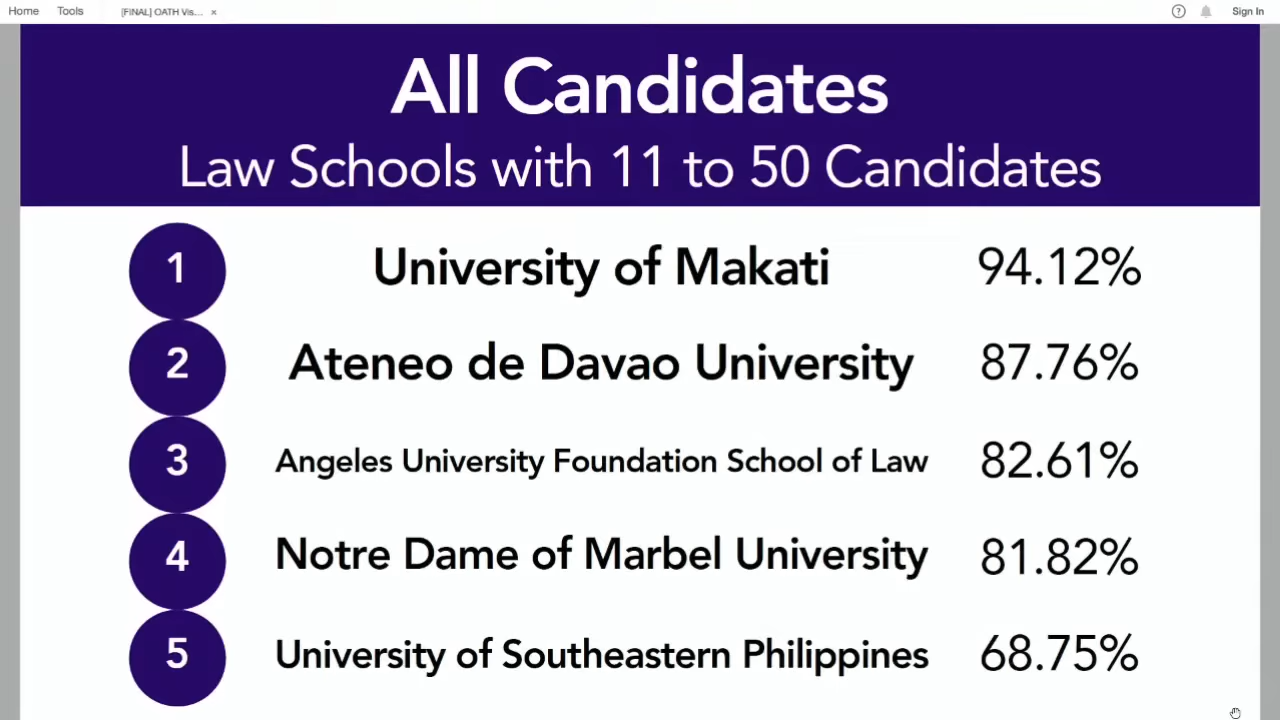 Home Tools [FINAL] OATH Vis... × ? Sign In
All Candidates
Law Schools with 11 to 50 Candidates
1 University of Makati 94.12%
2 Ateneo de Davao University 87.76%
3 Angeles University Foundation School of Law 82.61%
4 Notre Dame of Marbel University 81.82%
5 University of Southeastern Philippines 68.75%